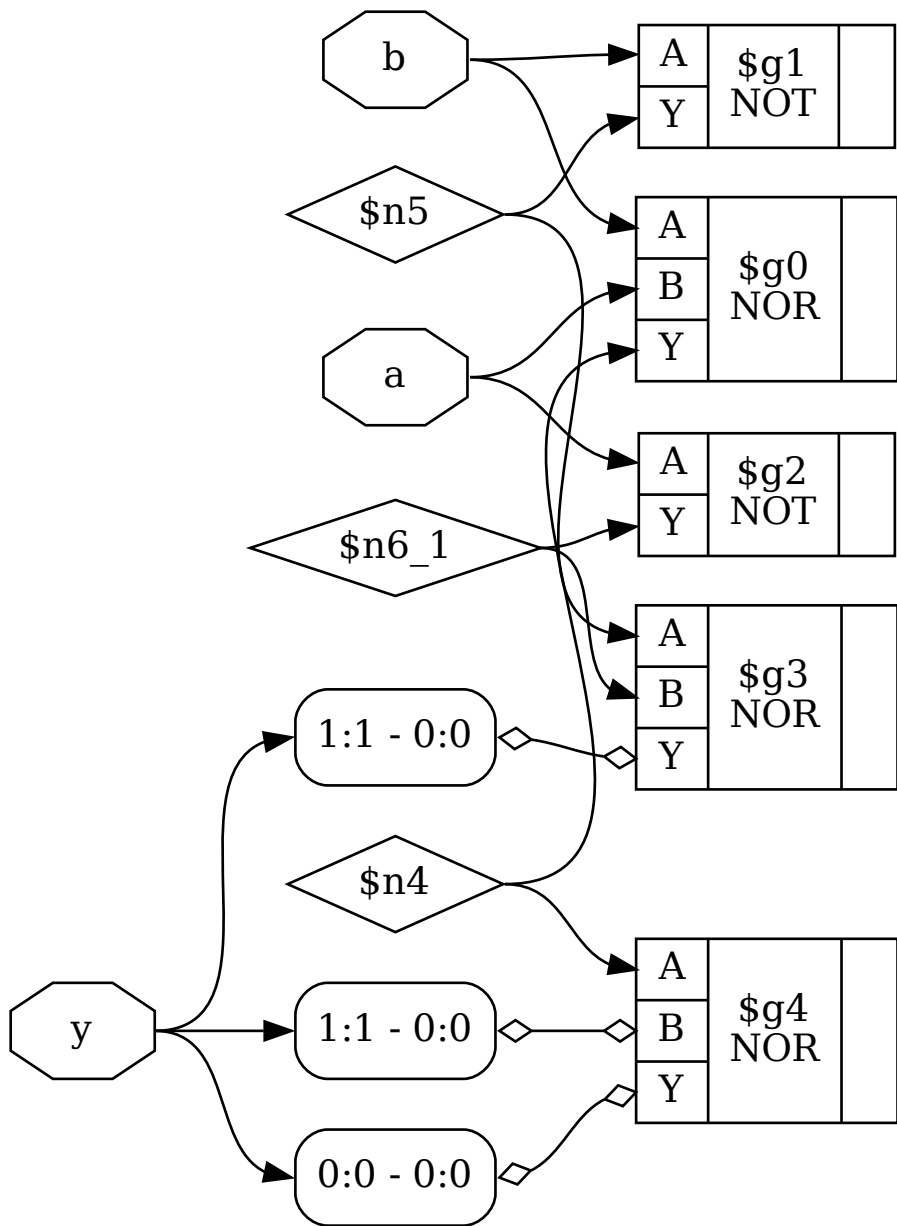 b
A
$g1
NOT
Y
$n5
A
$g0
NOR
B
Y
a
A
$g2
NOT
Y
$n6_1
A
$g3
NOR
B
Y
1:1 - 0:0
$n4
A
$g4
NOR
B
Y
y
1:1 - 0:0
0:0 - 0:0